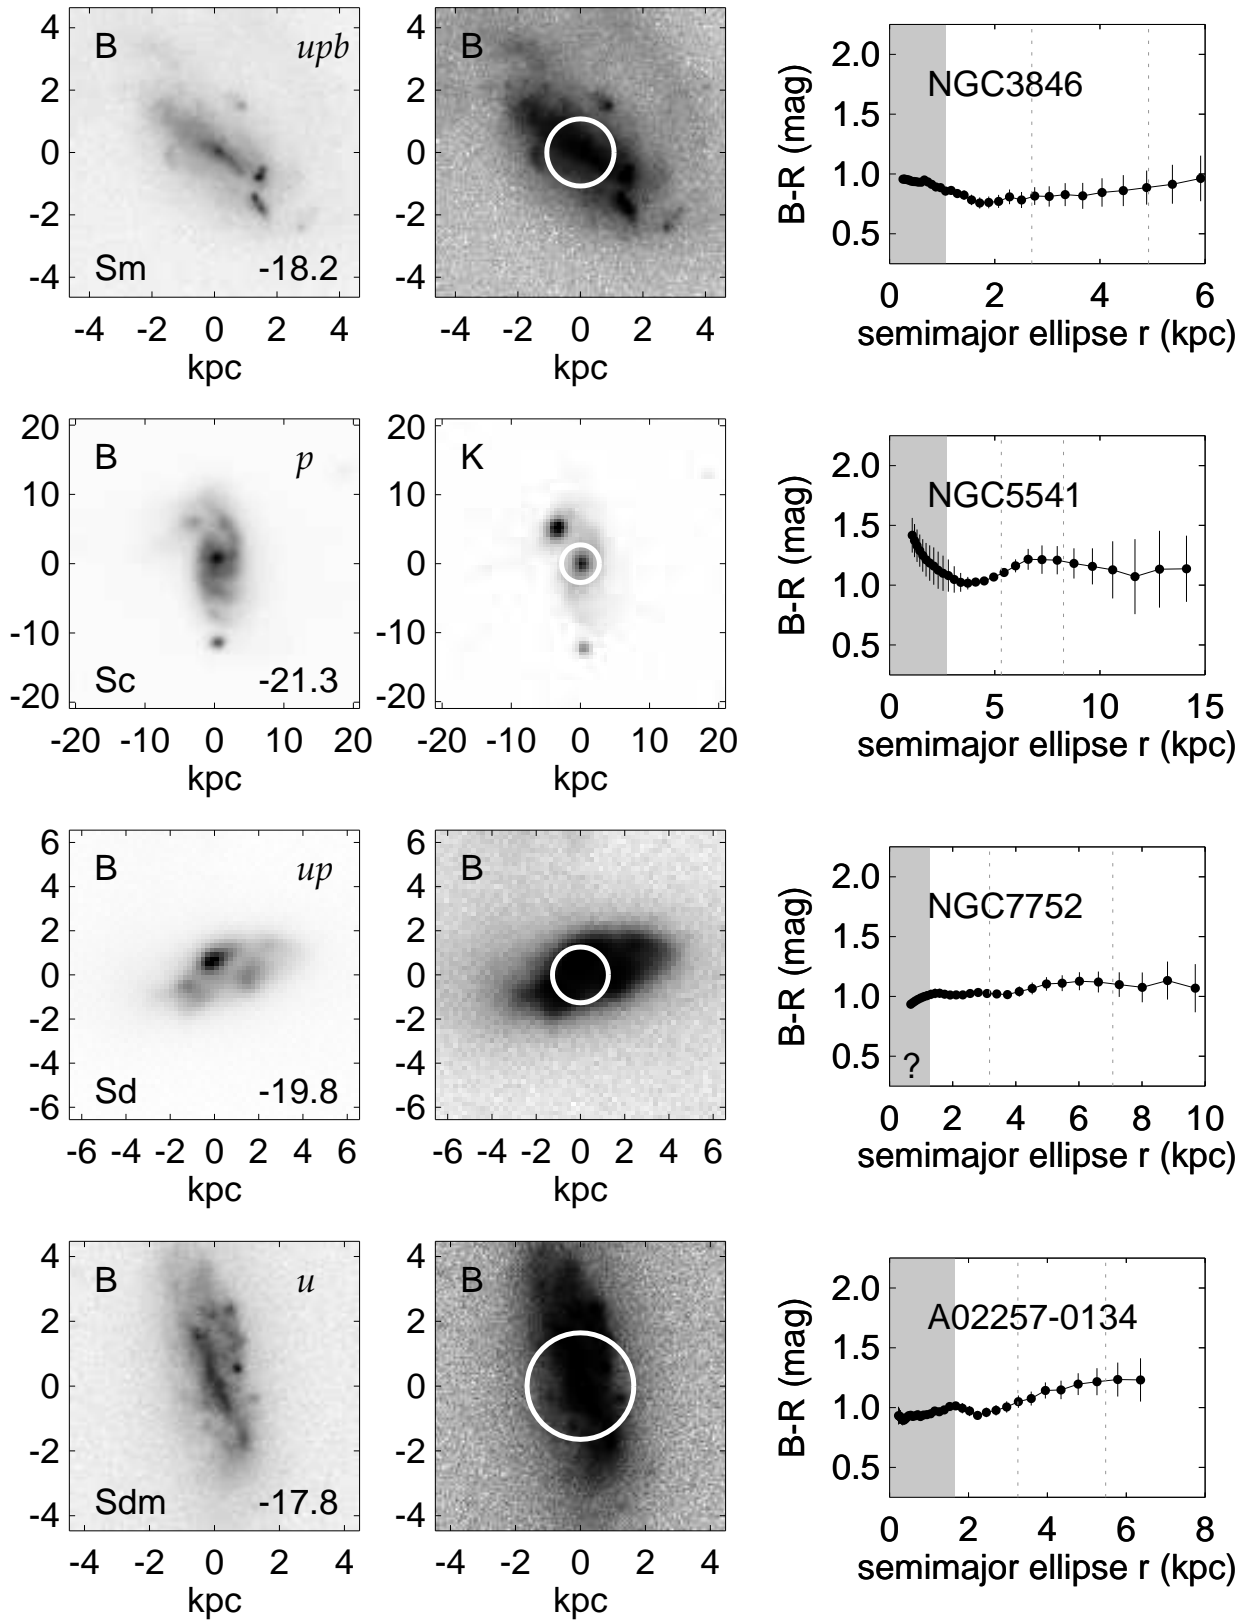 B upb
Sm -18.2
4
2
0
-2
-4
-4 -2 0 2 4
kpc
B
4
2
0
-2
-4
-4 -2 0 2 4
kpc
NGC3846
B-R (mag)
2.0
1.5
1.0
0.5
0 2 4 6
semimajor ellipse r (kpc)
B p
Sc -21.3
20
10
0
-10
-20
-20 -10 0 10 20
kpc
K
20
10
0
-10
-20
-20 -10 0 10 20
kpc
NGC5541
B-R (mag)
2.0
1.5
1.0
0.5
0 5 10 15
semimajor ellipse r (kpc)
B up
Sd -19.8
6
4
2
0
-2
-4
-6
-6 -4 -2 0 2 4 6
kpc
B
6
4
2
0
-2
-4
-6
-6 -4 -2 0 2 4 6
kpc
NGC7752
B-R (mag)
2.0
1.5
1.0
0.5
?
0 2 4 6 8 10
semimajor ellipse r (kpc)
B u
Sdm -17.8
4
2
0
-2
-4
-4 -2 0 2 4
kpc
B
4
2
0
-2
-4
-4 -2 0 2 4
kpc
A02257-0134
B-R (mag)
2.0
1.5
1.0
0.5
0 2 4 6 8
semimajor ellipse r (kpc)